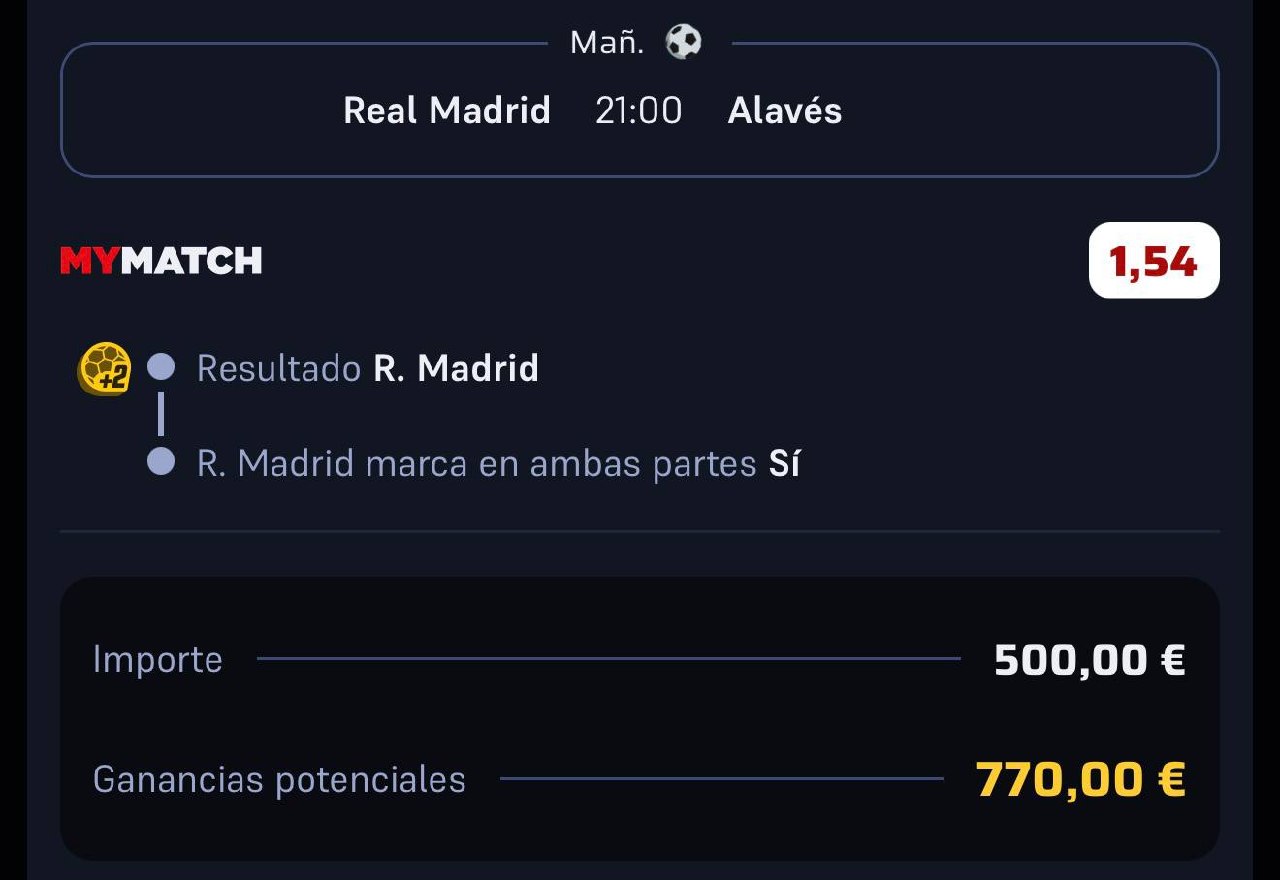 Mañ.
Real Madrid 21:00 Alavés
MYMATCH 1,54
+2 Resultado R. Madrid
R. Madrid marca en ambas partes Sí
Importe 500,00 €
Ganancias potenciales 770,00 €